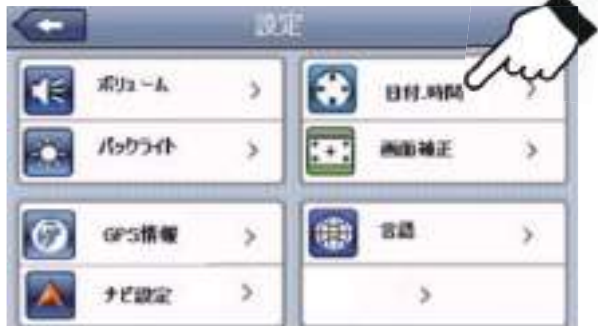 設定
ボリューム
日付.時間
バックライト
画面補正
GPS情報
言語
ナビ設定